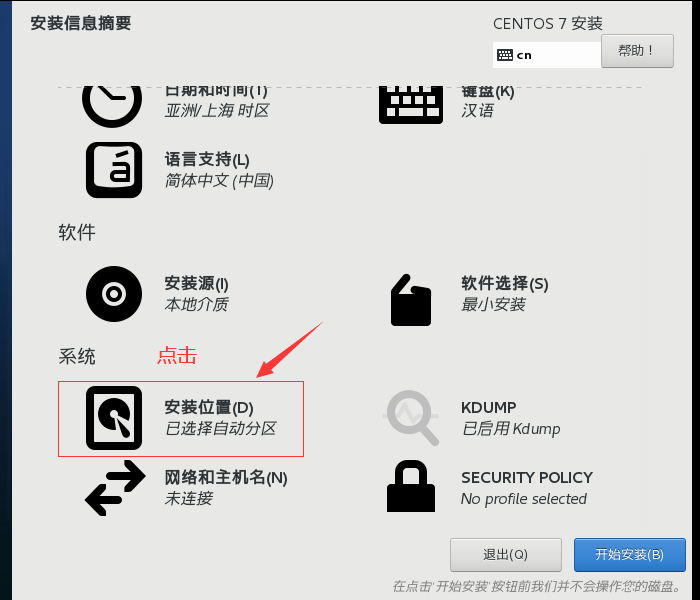 安装信息摘要
CENTOS 7 安装
cn
帮助！
日期和时间(T)
亚洲/上海 时区
键盘(K)
汉语
语言支持(L)
简体中文 (中国)
软件
安装源(I)
本地介质
软件选择(S)
最小安装
系统
点击
安装位置(D)
已选择自动分区
KDUMP
已启用 Kdump
网络和主机名(N)
未连接
SECURITY POLICY
No profile selected
退出(Q)
开始安装(B)
在点击'开始安装'按钮前我们并不会操作您的磁盘。